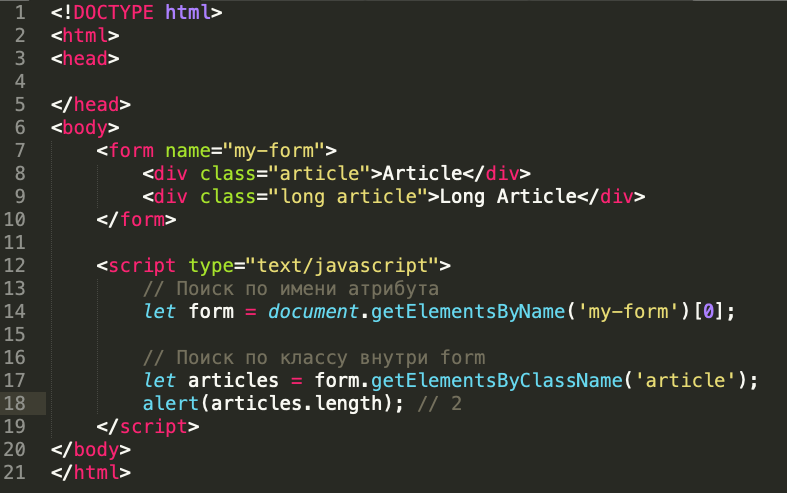 1 <!DOCTYPE html>
2 <html>
3 <head>
4
5 </head>
6 <body>
7     <form name="my-form">
8         <div class="article">Article</div>
9         <div class="long article">Long Article</div>
10     </form>
11
12     <script type="text/javascript">
13         // Поиск по имени атрибута
14         let form = document.getElementsByName('my-form')[0];
15
16         // Поиск по классу внутри form
17         let articles = form.getElementsByClassName('article');
18         alert(articles.length); // 2
19     </script>
20 </body>
21 </html>